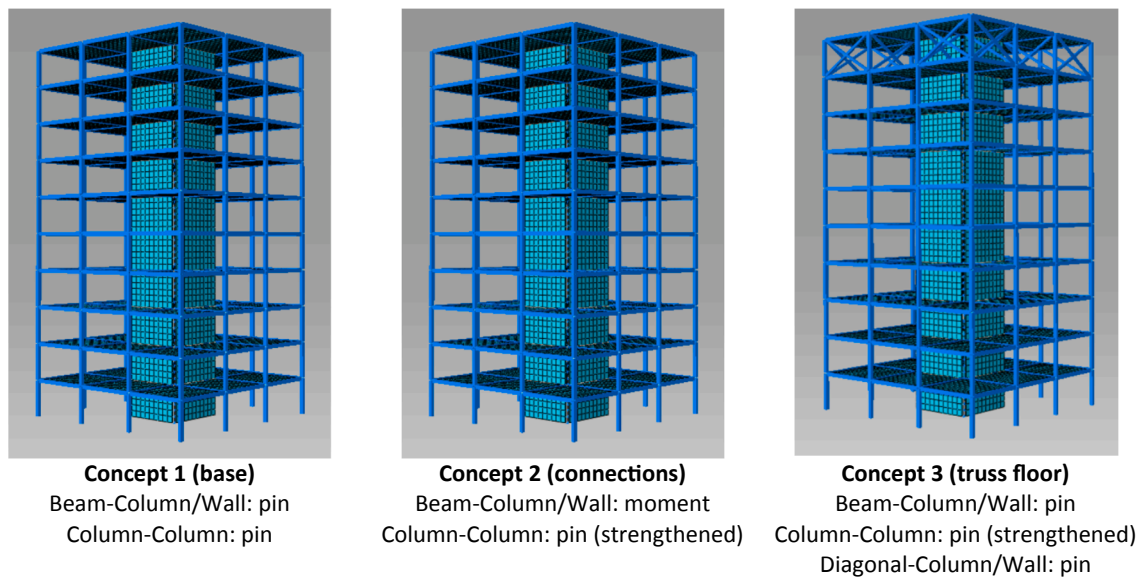 Concept 1 (base)
Beam-Column/Wall: pin
Column-Column: pin
Concept 2 (connections)
Beam-Column/Wall: moment
Column-Column: pin (strengthened)
Concept 3 (truss floor)
Beam-Column/Wall: pin
Column-Column: pin (strengthened)
Diagonal-Column/Wall: pin